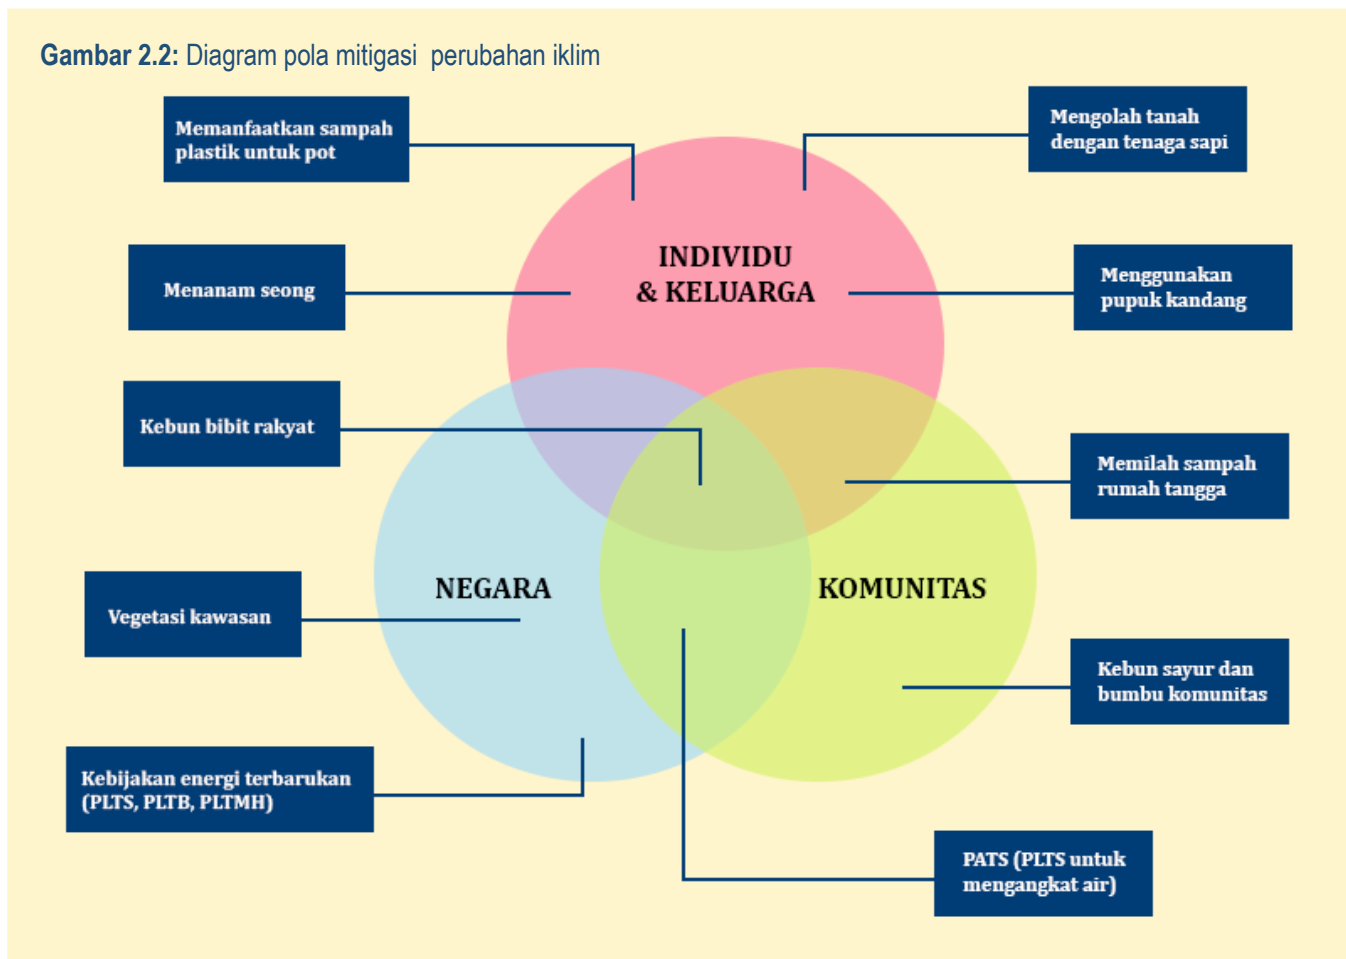 Gambar 2.2: Diagram pola mitigasi perubahan iklim
Memanfaatkan sampah
plastik untuk pot
Mengolah tanah
dengan tenaga sapi
INDIVIDU
& KELUARGA
Menanam seong
Menggunakan
pupuk kandang
Kebun bibit rakyat
Memilah sampah
rumah tangga
NEGARA
KOMUNITAS
Vegetasi kawasan
Kebun sayur dan
bumbu komunitas
Kebijakan energi terbarukan
(PLTS, PLTB, PLTMH)
PATS (PLTS untuk
mengangkat air)